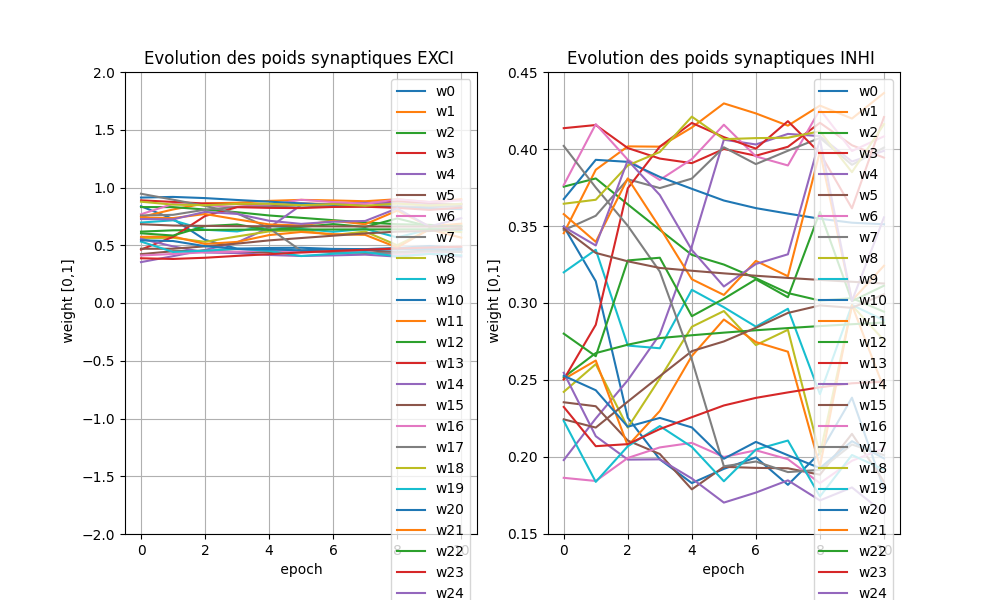 Evolution des poids synaptiques EXCI
weight [0,1]
2.0
1.5
1.0
0.5
0.0
−0.5
−1.0
−1.5
−2.0
0
2
4
6
8
10
epoch
w0
w1
w2
w3
w4
w5
w6
w7
w8
w9
w10
w11
w12
w13
w14
w15
w16
w17
w18
w19
w20
w21
w22
w23
w24
Evolution des poids synaptiques INHI
weight [0,1]
0.45
0.40
0.35
0.30
0.25
0.20
0.15
0
2
4
6
8
10
epoch
w0
w1
w2
w3
w4
w5
w6
w7
w8
w9
w10
w11
w12
w13
w14
w15
w16
w17
w18
w19
w20
w21
w22
w23
w24